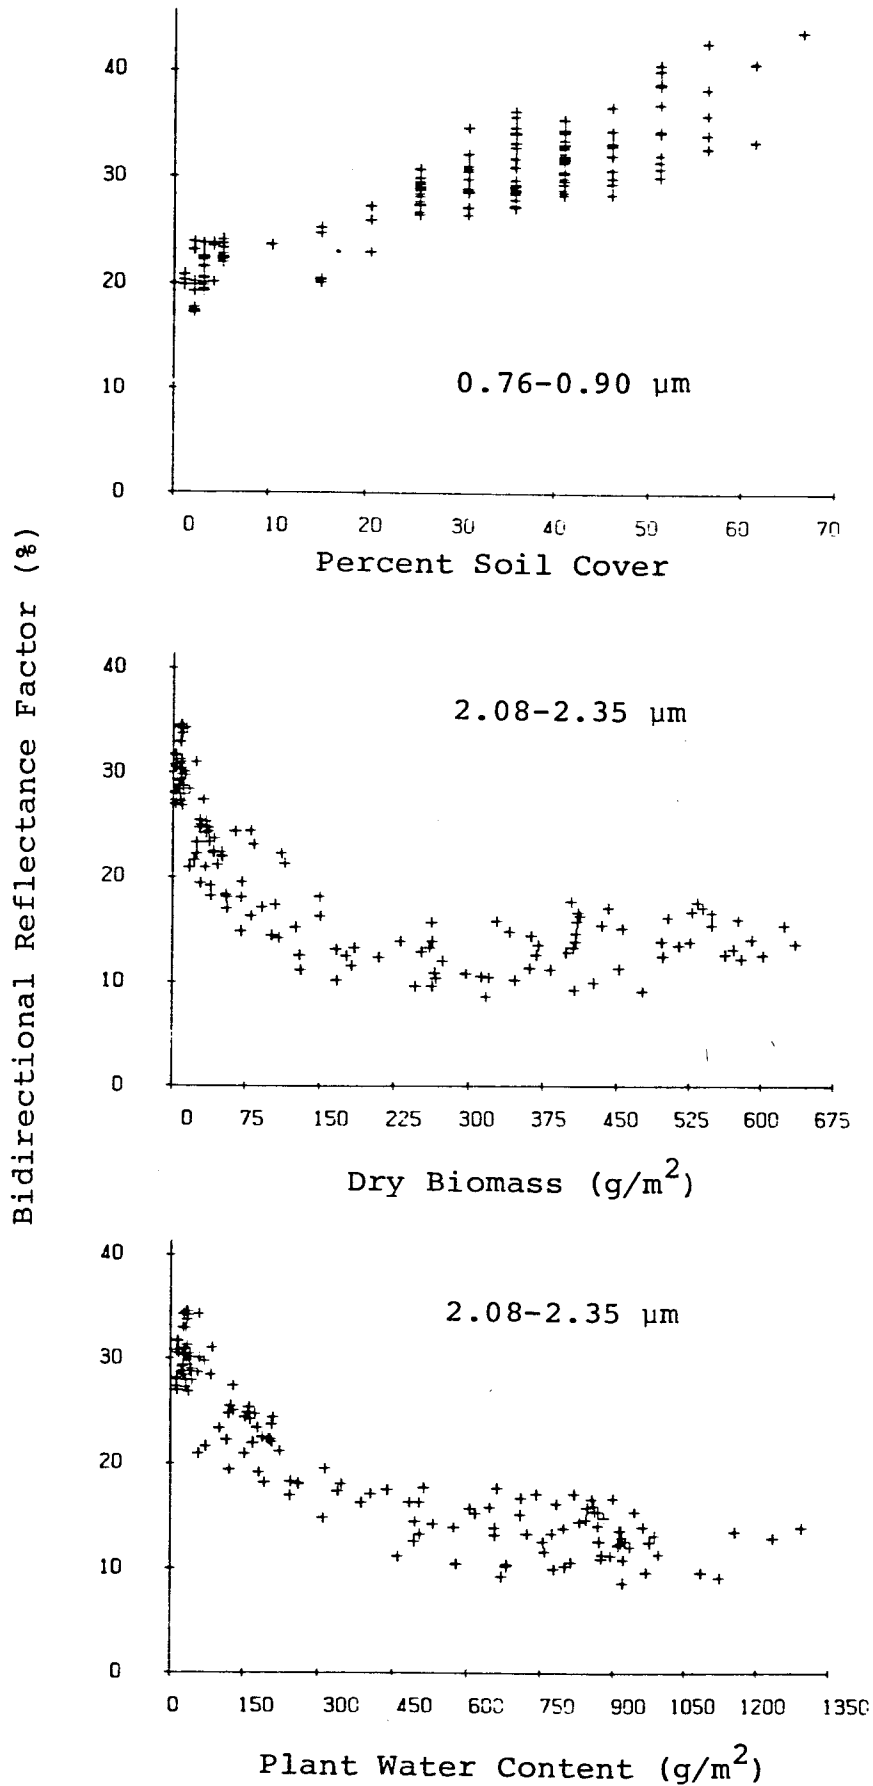 Bidirectional Reflectance Factor (%)
40
30
20
10
0
0.76-0.90 µm
0 10 20 30 40 50 60 70
Percent Soil Cover
40
30
20
10
0
2.08-2.35 µm
0 75 150 225 300 375 450 525 600 675
Dry Biomass (g/m²)
40
30
20
10
0
2.08-2.35 µm
0 150 300 450 600 750 900 1050 1200 1350
Plant Water Content (g/m²)